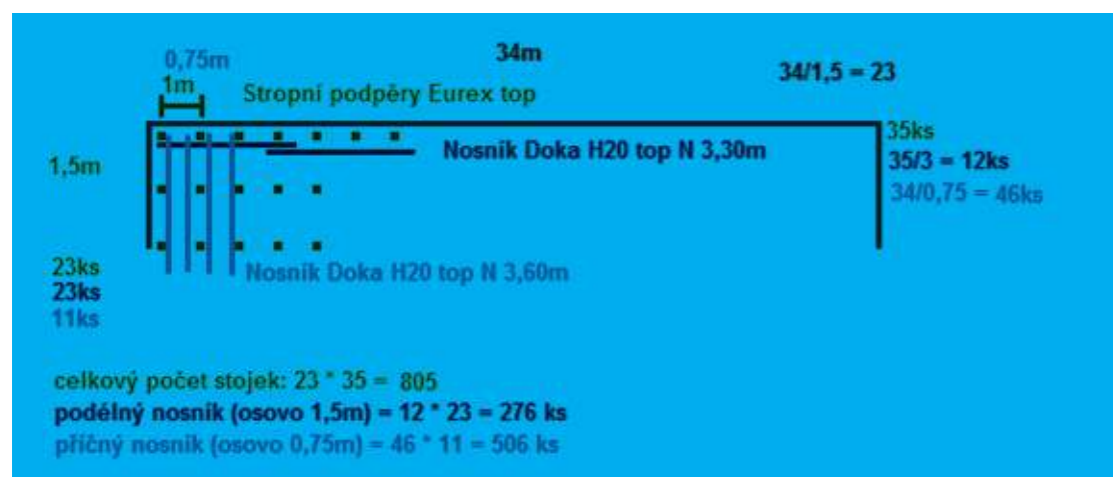 34m
0,75m
34/1,5 = 23
1m
Stropní podpěry Eurex top
35ks
Nosník Doka H20 top N 3,30m
35/3 = 12ks
1,5m
34/0,75 = 46ks
23ks
Nosník Doka H20 top N 3,60m
23ks
11ks
celkový počet stojek: 23 * 35 = 805
podélný nosník (osovo 1,5m) = 12 * 23 = 276 ks
příčný nosník (osovo 0,75m) = 46 * 11 = 506 ks